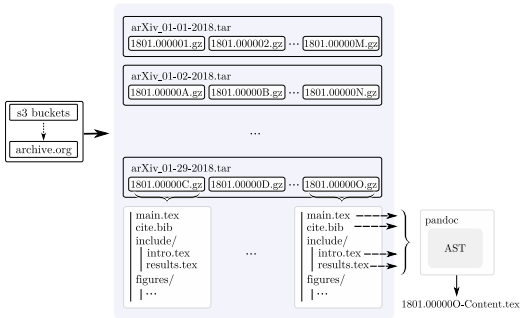 arXiv_01-01-2018.tar
1801.000001.gz 1801.000002.gz ... 1801.00000M.gz
arXiv_01-02-2018.tar
1801.00000A.gz 1801.00000B.gz ... 1801.00000N.gz
s3 buckets
archive.org
...
arXiv_01-29-2018.tar
1801.00000C.gz 1801.00000D.gz ... 1801.00000O.gz
main.tex
cite.bib
include/
intro.tex
results.tex
figures/
...
...
main.tex
cite.bib
include/
intro.tex
results.tex
figures/
...
pandoc
AST
1801.00000O-Content.tex